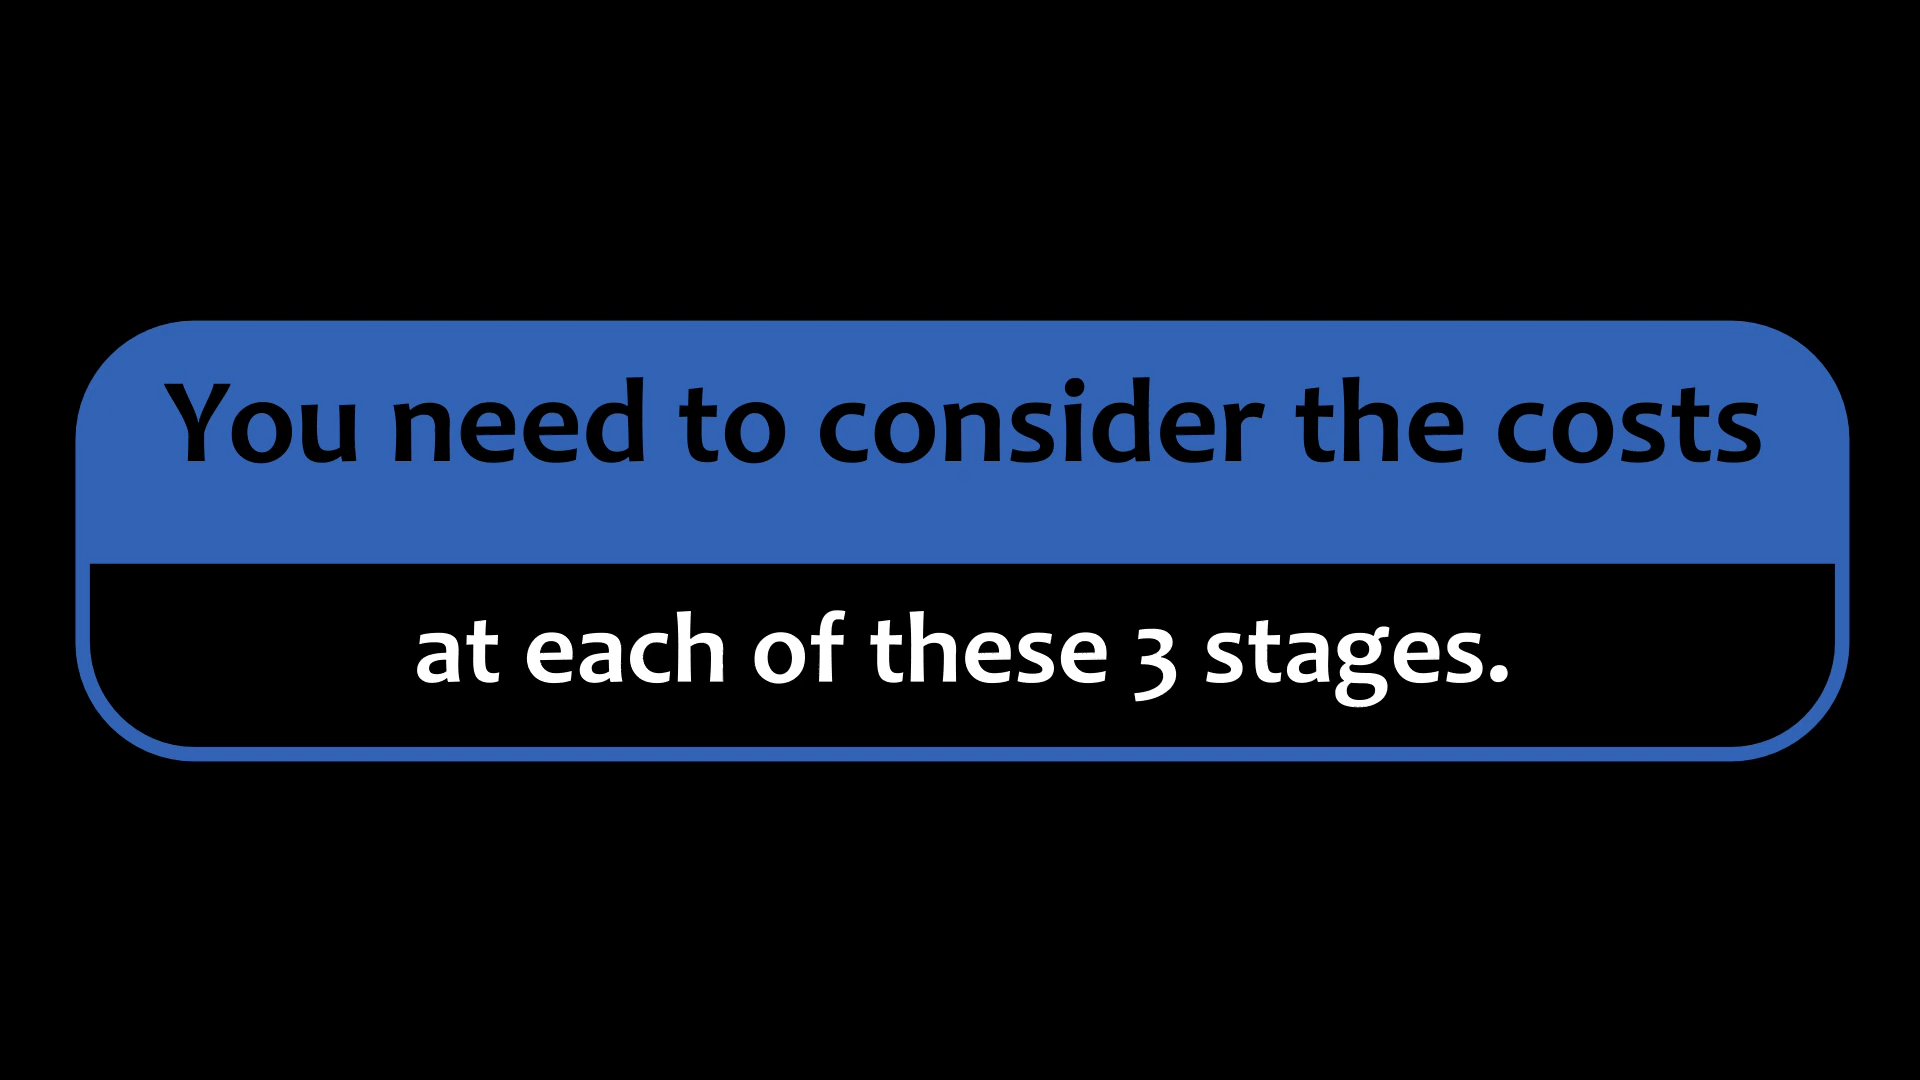 You need to consider the costs
at each of these 3 stages.